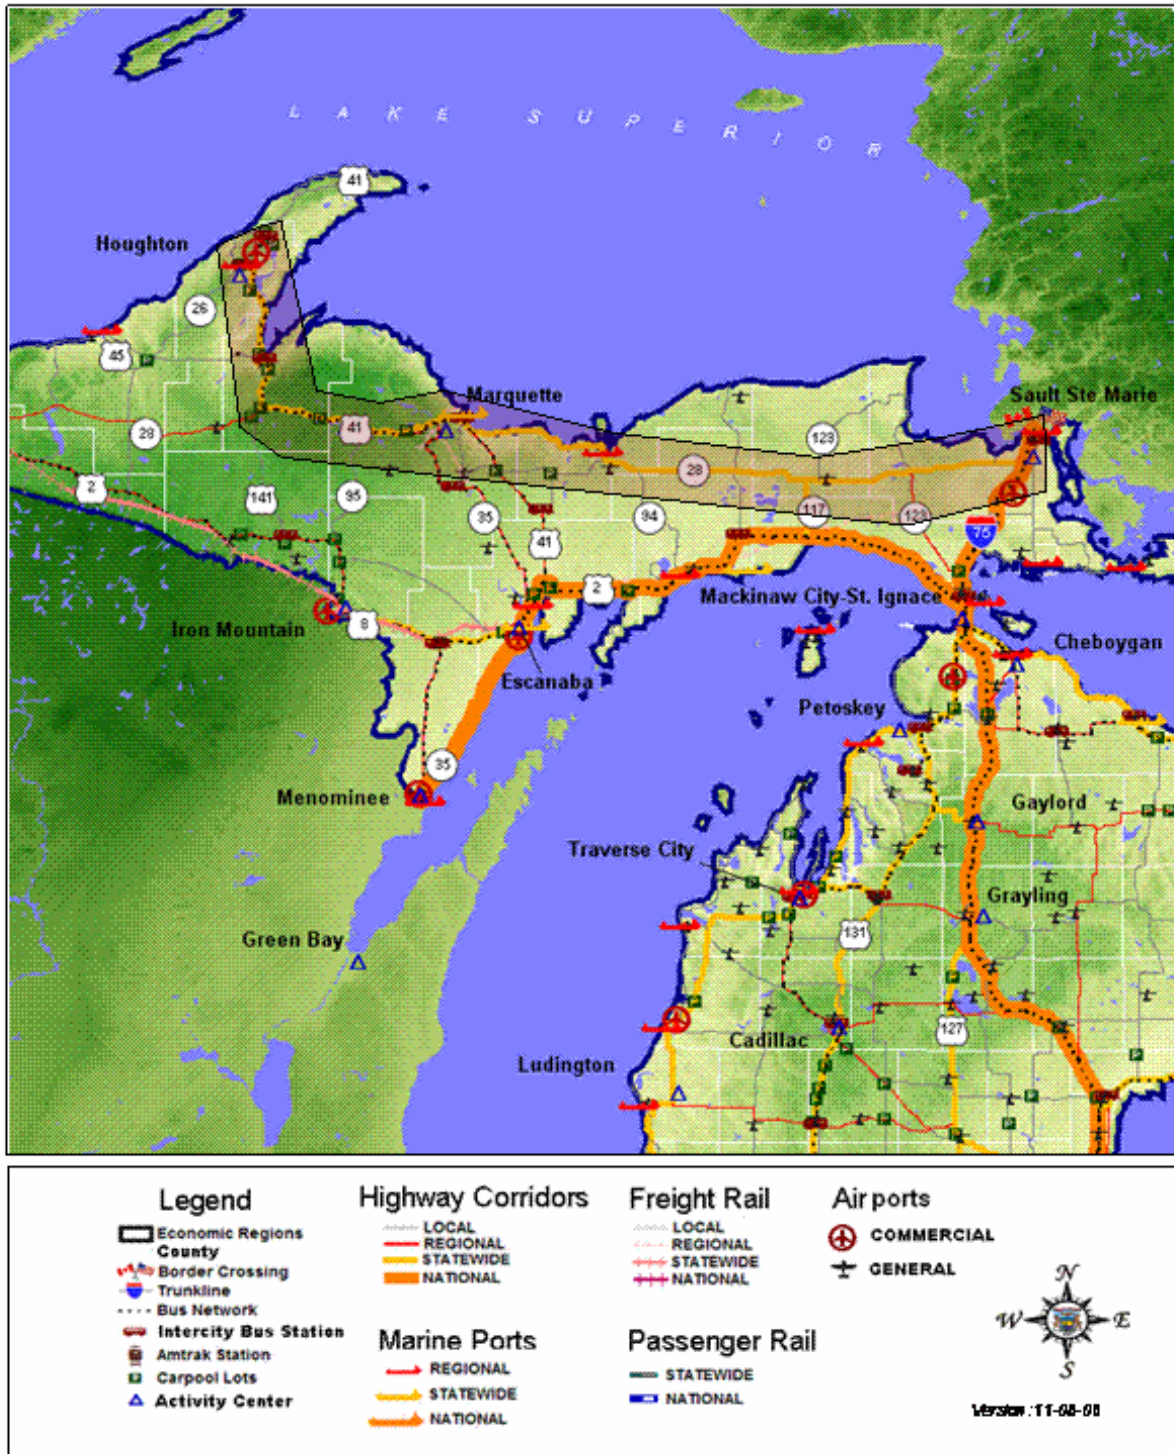 LAKE SUPERIOR
41
Houghton
26
45
Marquette
Sault Ste Marie
28
41
123
28
2
141
95
35
94
117
123
41
75
2
Mackinaw City-St. Ignace
8
Iron Mountain
Cheboygan
Escanaba
Petoskey
35
Menominee
Gaylord
Traverse City
Grayling
131
Green Bay
127
Cadillac
Ludington
Legend
Economic Regions
County
Border Crossing
Trunkline
Bus Network
Intercity Bus Station
Amtrak Station
Carpool Lots
Activity Center
Highway Corridors
LOCAL
REGIONAL
STATEWIDE
NATIONAL
Marine Ports
REGIONAL
STATEWIDE
NATIONAL
Freight Rail
LOCAL
REGIONAL
STATEWIDE
NATIONAL
Passenger Rail
STATEWIDE
NATIONAL
Airports
COMMERCIAL
GENERAL
N
W E
S